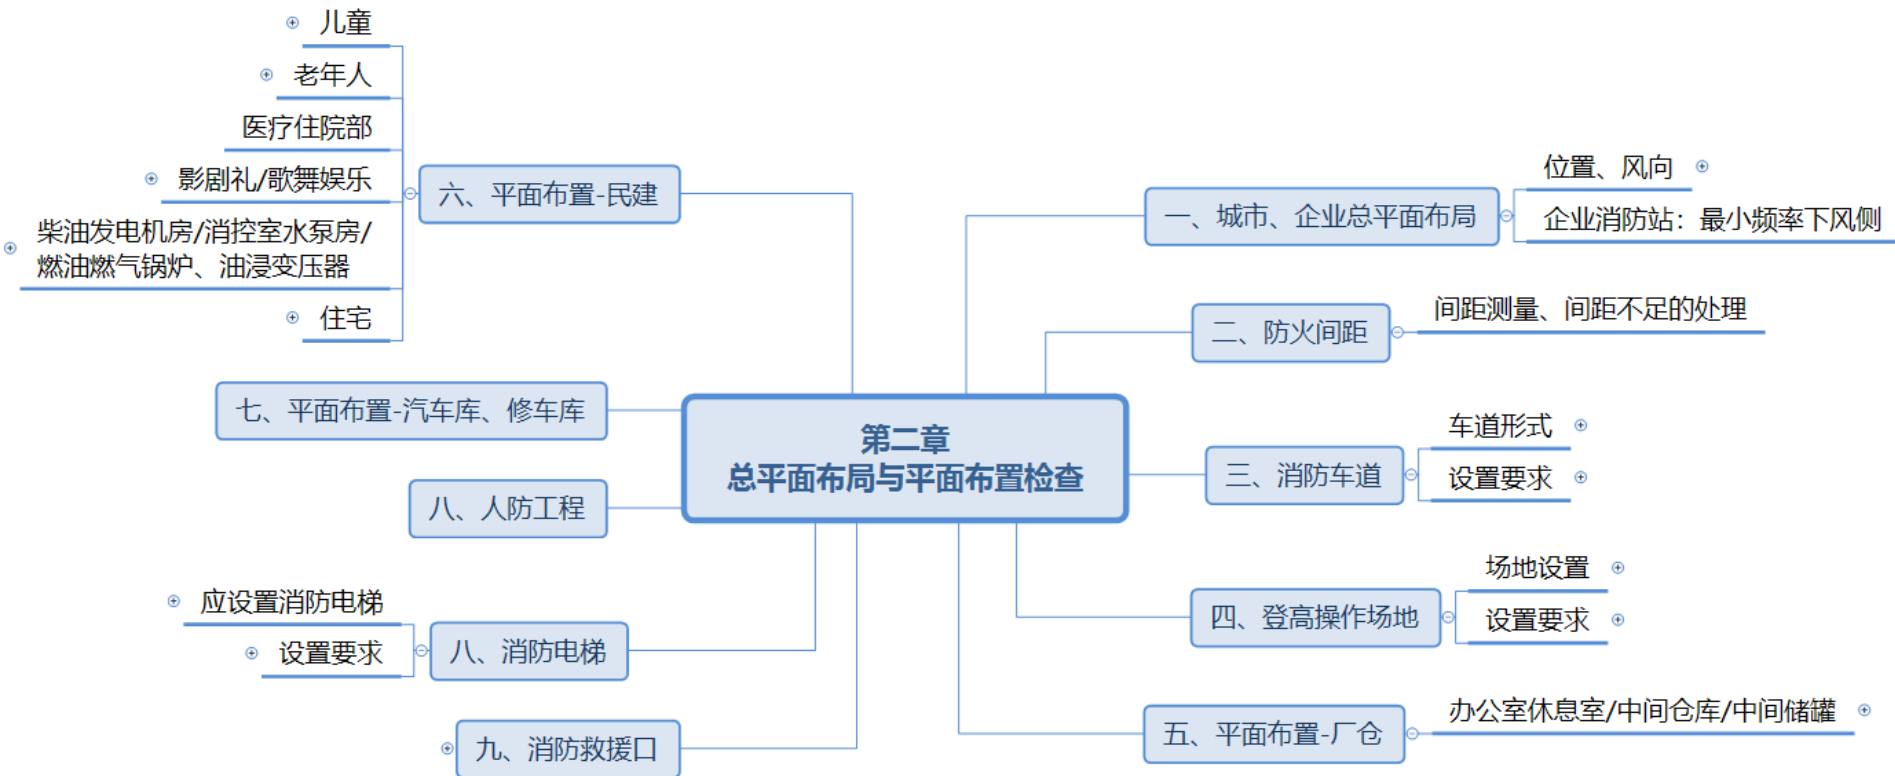 第二章
总平面布局与平面布置检查
一、城市、企业总平面布局
位置、风向
企业消防站：最小频率下风侧
二、防火间距
间距测量、间距不足的处理
三、消防车道
车道形式
设置要求
四、登高操作场地
场地设置
设置要求
五、平面布置-厂仓
办公室休息室/中间仓库/中间储罐
六、平面布置-民建
儿童
老年人
医疗住院部
影剧礼/歌舞娱乐
柴油发电机房/消控室水泵房/
燃油燃气锅炉、油浸变压器
住宅
七、平面布置-汽车库、修车库
八、人防工程
八、消防电梯
应设置消防电梯
设置要求
九、消防救援口